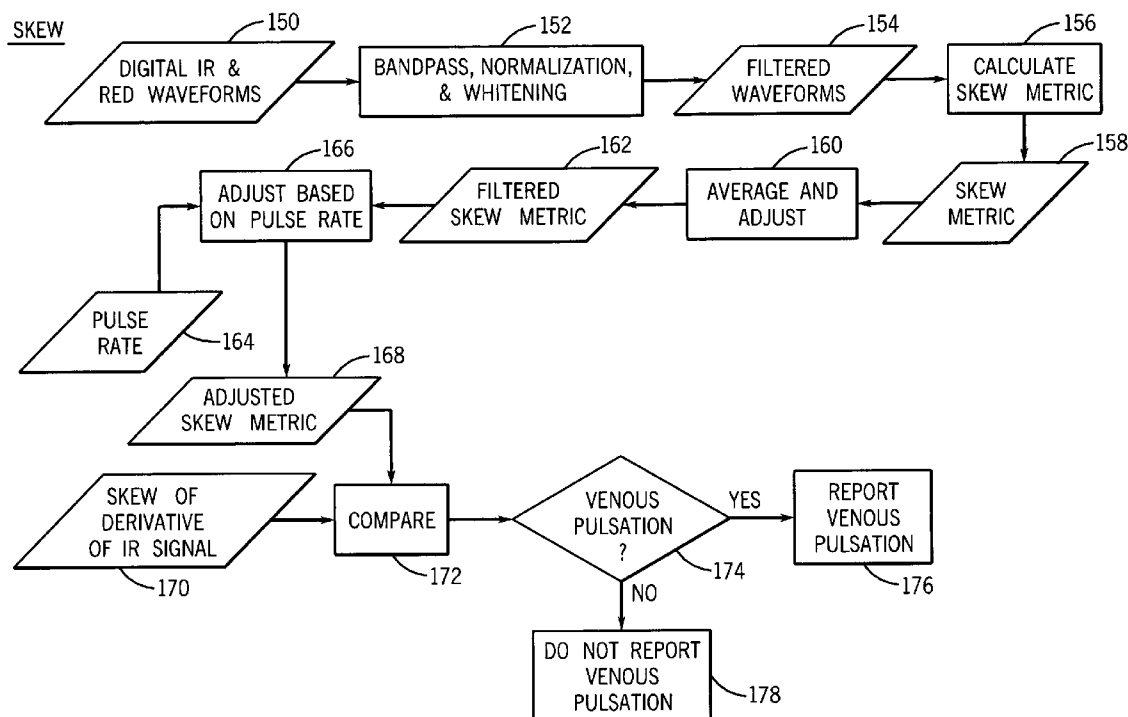 SKEW
150
DIGITAL IR &
RED WAVEFORMS
152
BANDPASS, NORMALIZATION,
& WHITENING
154
FILTERED
WAVEFORMS
156
CALCULATE
SKEW METRIC
158
SKEW
METRIC
160
AVERAGE AND
ADJUST
162
FILTERED
SKEW METRIC
166
ADJUST BASED
ON PULSE RATE
PULSE
RATE
164
168
ADJUSTED
SKEW METRIC
SKEW OF
DERIVATIVE
OF IR SIGNAL
170
COMPARE
172
VENOUS
PULSATION
?
174
YES
REPORT
VENOUS
PULSATION
176
NO
DO NOT REPORT
VENOUS
PULSATION
178